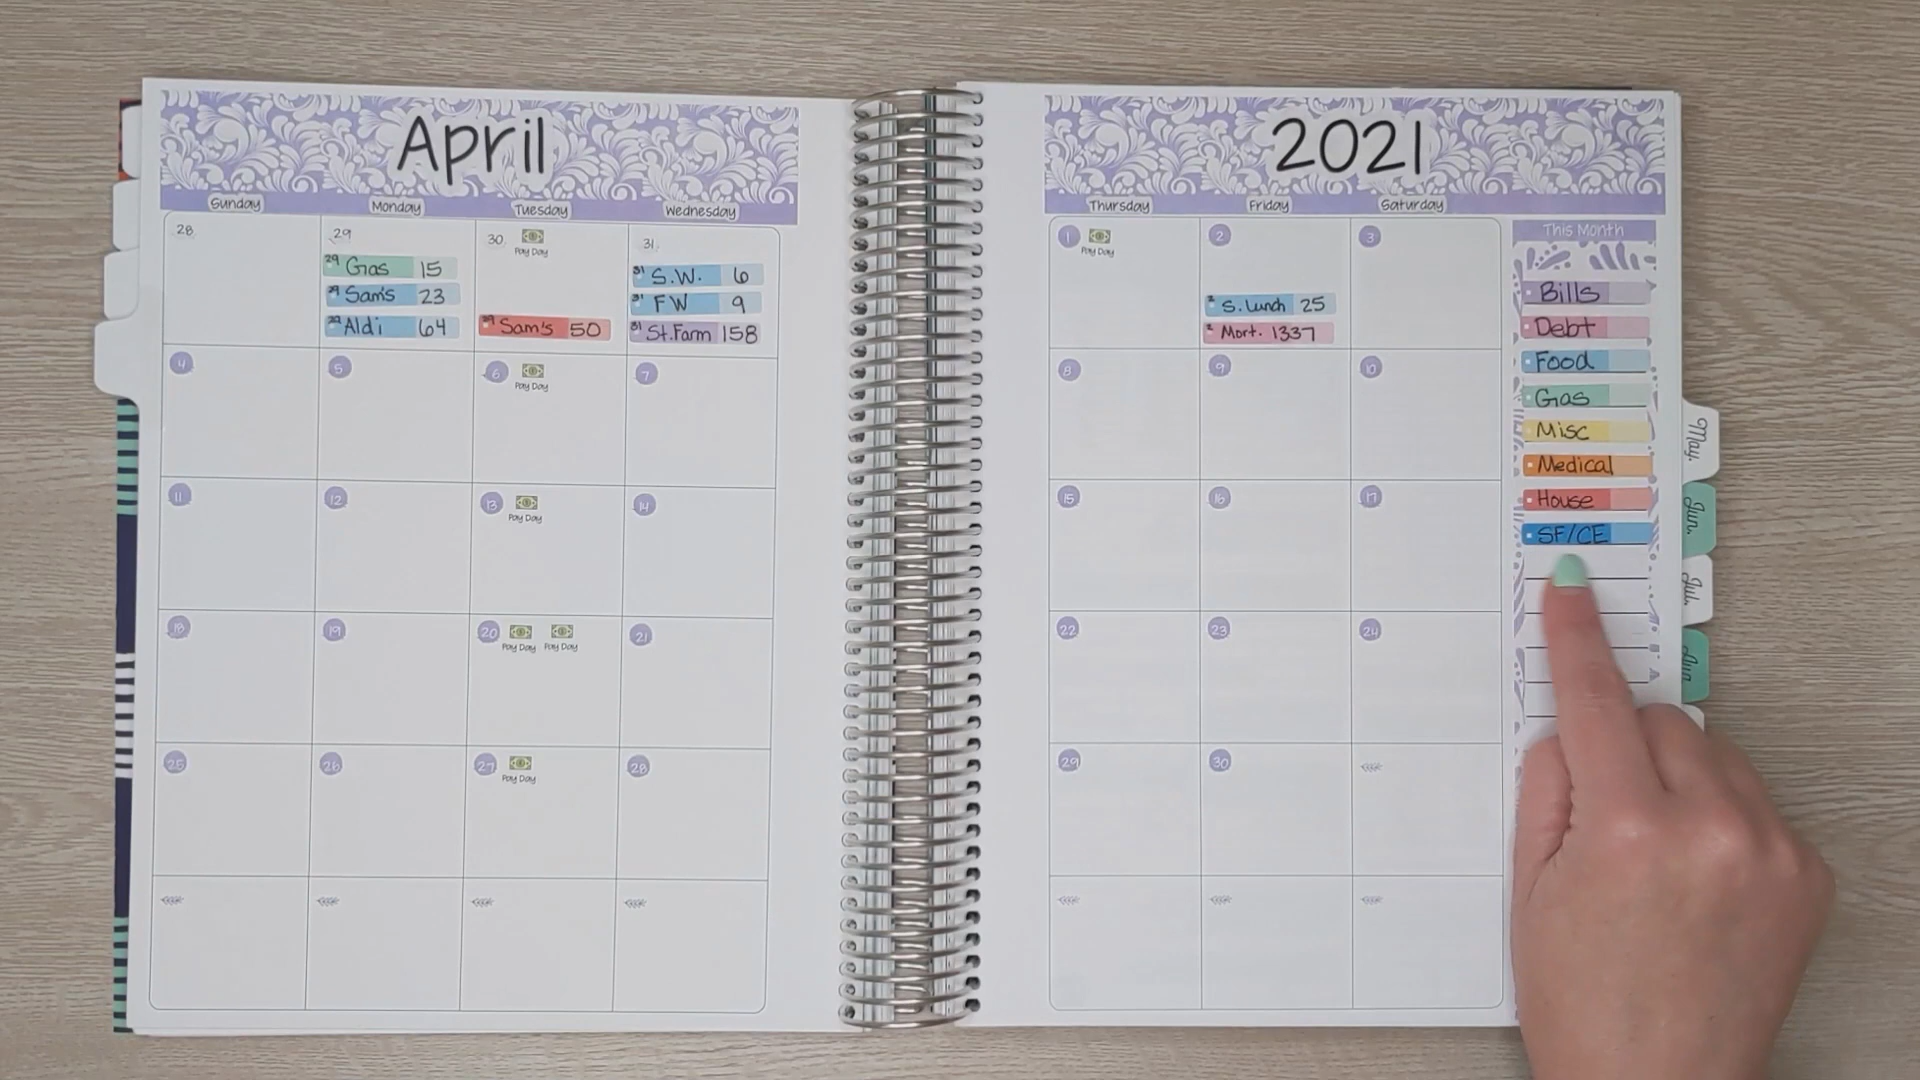 April
2021
Sunday Monday Tuesday Wednesday
Thursday Friday Saturday
28 29 30 31
Pay Day
29 Gas 15
29 Sam's 23
29 Aldi 64
Sam's 50
31 S.W. 6
31 FW 9
31 St.Farm 158
4 5 6 7
Pay Day
11 12 13 14
Pay Day
18 19 20 21
Pay Day Pay Day
25 26 27 28
Pay Day
1 2 3
Pay Day
2 S. Lunch 25
2 Mort. 1337
8 9 10
15 16 17
22 23 24
29 30
This Month
Bills
Debt
Food
Gas
Misc
Medical
House
SF/CE
May.
Jun.
Jul.